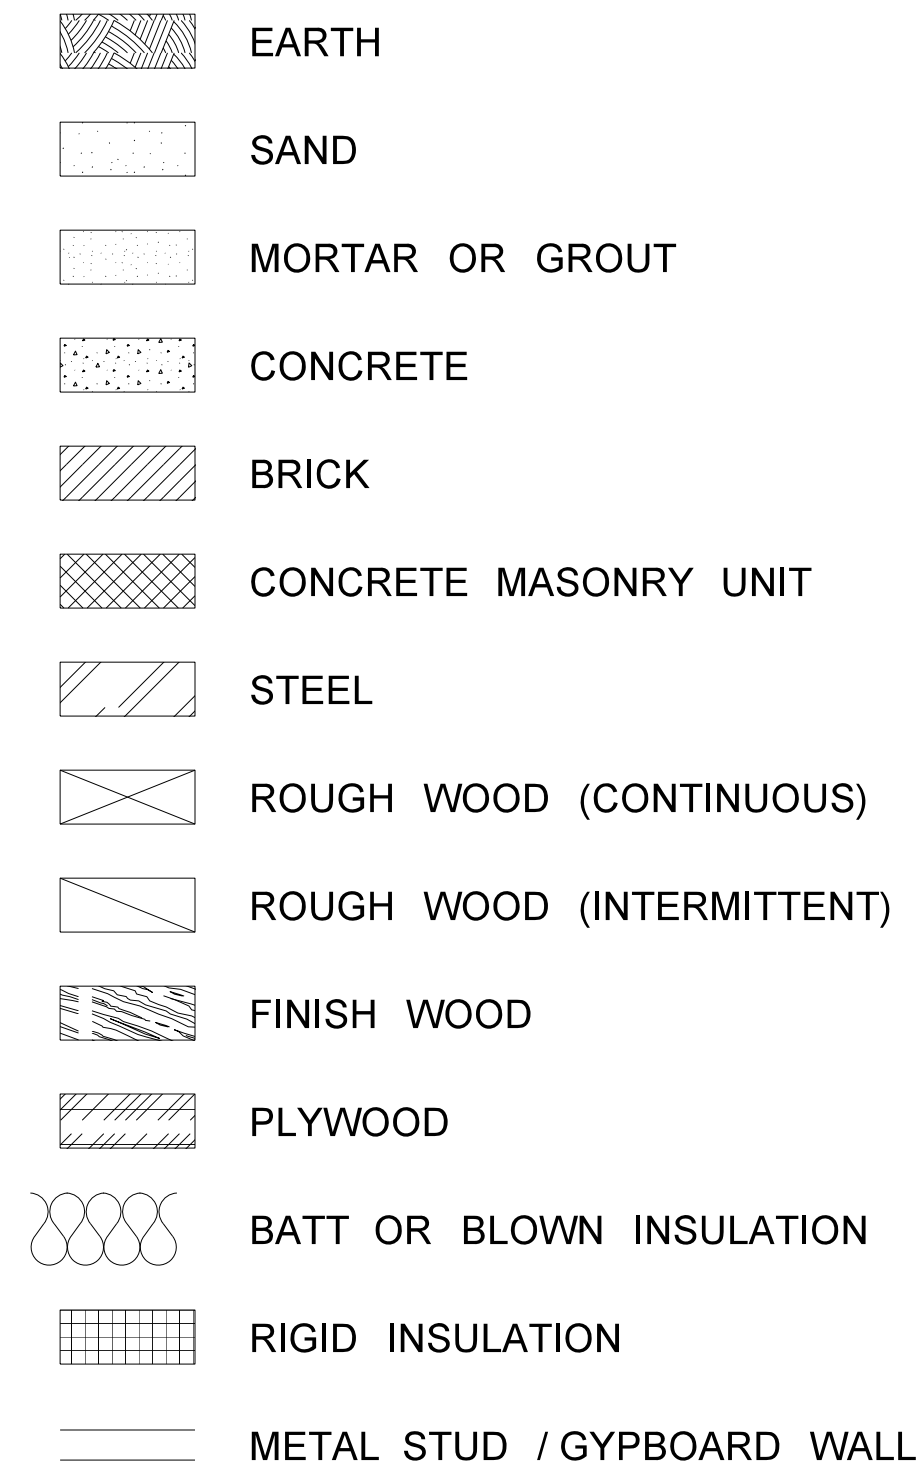 EARTH
SAND
MORTAR OR GROUT
CONCRETE
BRICK
CONCRETE MASONRY UNIT
STEEL
ROUGH WOOD (CONTINUOUS)
ROUGH WOOD (INTERMITTENT)
FINISH WOOD
PLYWOOD
BATT OR BLOWN INSULATION
RIGID INSULATION
METAL STUD / GYPBOARD WALL